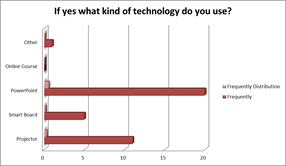 If yes what kind of technology do you use?
Other
Online Course
PowerPoint
Smart Board
Projector
Frequently Distribution
Frequently
0 5 10 15 20